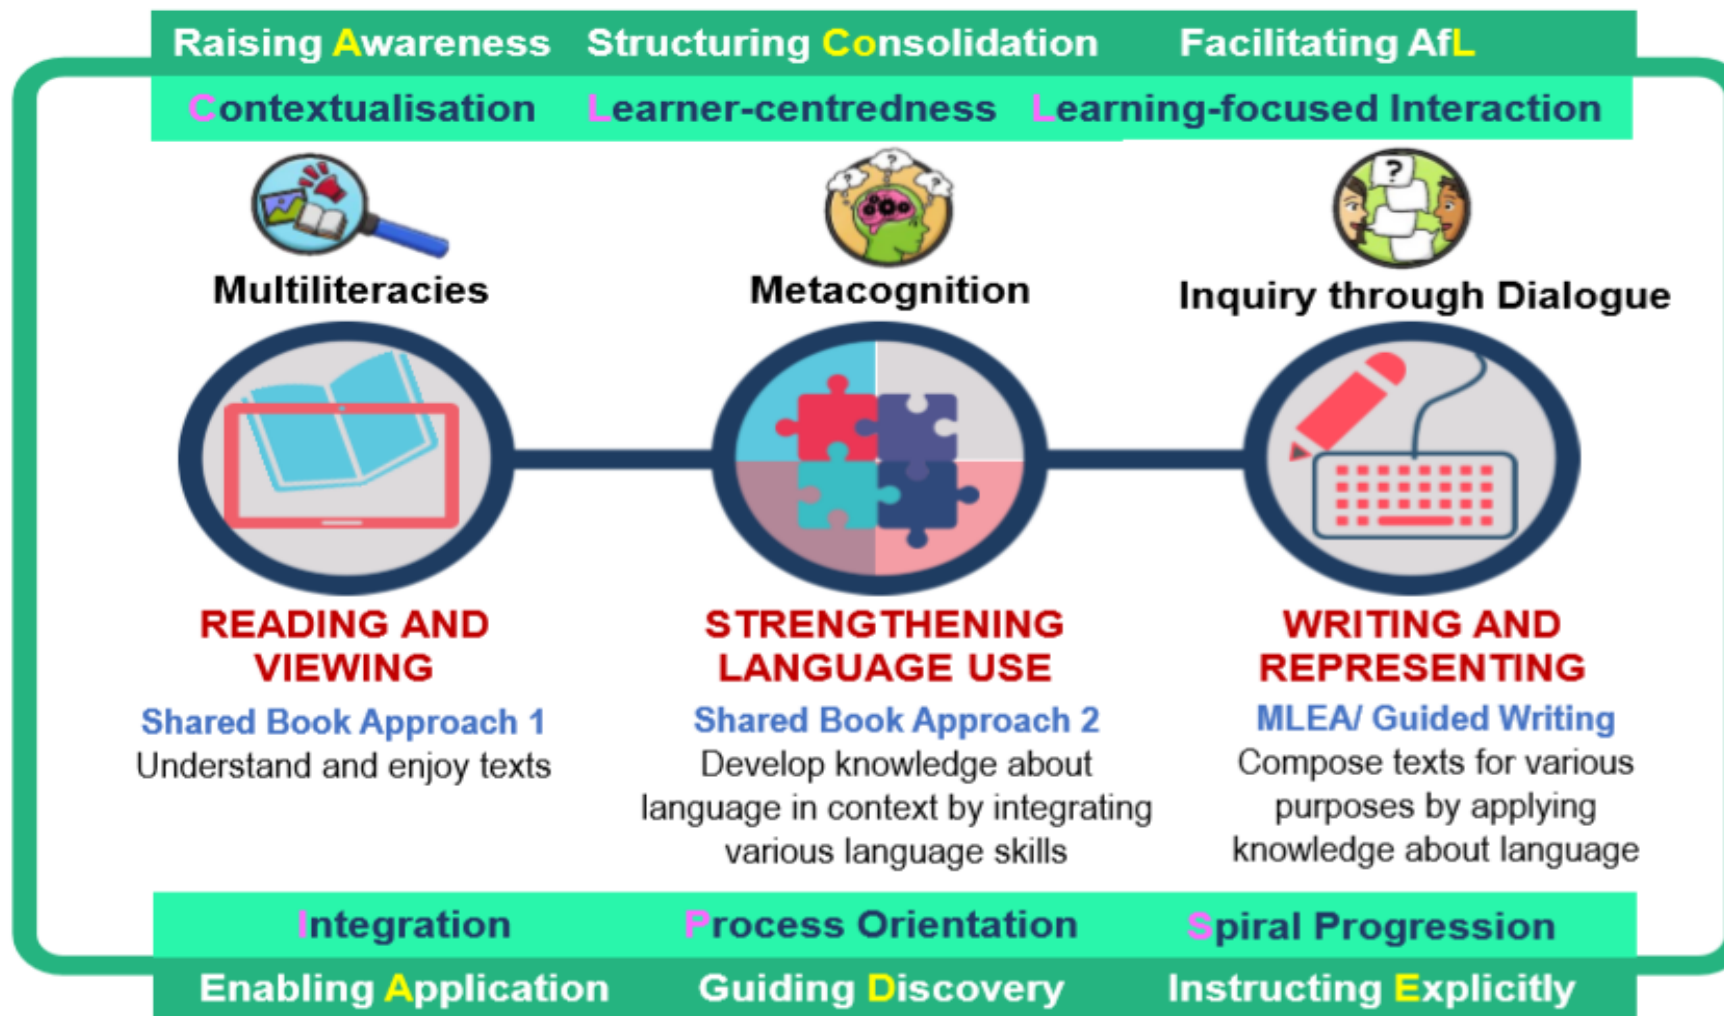 Raising Awareness Structuring Consolidation Facilitating AfL
Contextualisation Learner-centredness Learning-focused Interaction
Multiliteracies
Metacognition
Inquiry through Dialogue
READING AND
VIEWING
Shared Book Approach 1
Understand and enjoy texts
STRENGTHENING
LANGUAGE USE
Shared Book Approach 2
Develop knowledge about
language in context by integrating
various language skills
WRITING AND
REPRESENTING
MLEA/ Guided Writing
Compose texts for various
purposes by applying
knowledge about language
Integration Process Orientation Spiral Progression
Enabling Application Guiding Discovery Instructing Explicitly